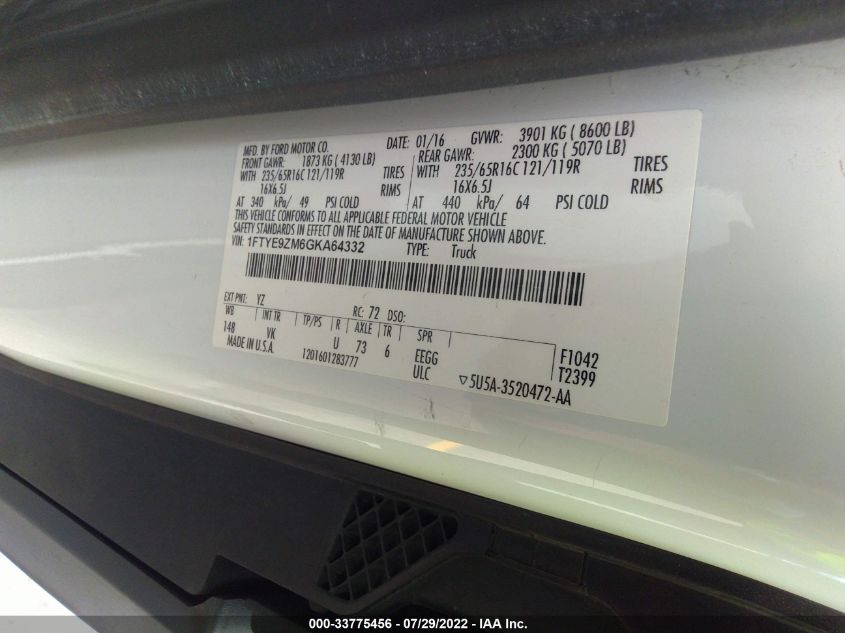 MFD. BY FORD MOTOR CO. DATE: 01/16 GVWR: 3901 KG ( 8600 LB)
FRONT GAWR: 1873 KG ( 4130 LB) REAR GAWR: 2300 KG ( 5070 LB)
WITH 235/65R16C 121/119R TIRES WITH 235/65R16C 121/119R TIRES
16X6.5J RIMS 16X6.5J RIMS
AT 340 kPa/ 49 PSI COLD AT 440 kPa/ 64 PSI COLD
THIS VEHICLE CONFORMS TO ALL APPLICABLE FEDERAL MOTOR VEHICLE
SAFETY STANDARDS IN EFFECT ON THE DATE OF MANUFACTURE SHOWN ABOVE.
VIN: 1FTYE9ZM6GKA64332 TYPE: Truck
EXT PNT: YZ RC: 72 DSO:
WB INT TR TP/PS R AXLE TR SPR
148 VK U 73 6 EEGG F1042
MADE IN U.S.A. 1201601283777 ULC T2399
▽5U5A-3520472-AA
000-33775456 / 07/29/2022 / IAA Inc.